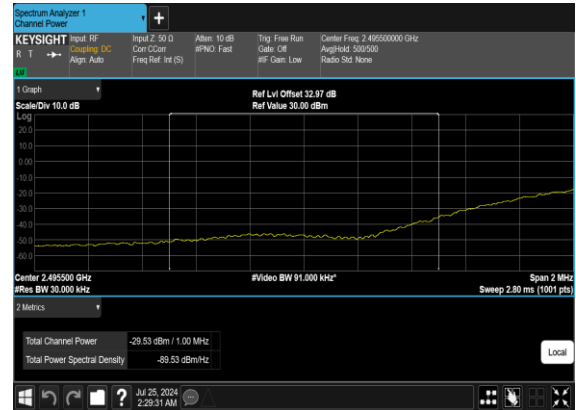 Spectrum Analyzer 1
Channel Power
+
KEYSIGHT Input: RF Input Z: 50 Ω Atten: 10 dB Trig: Free Run Center Freq: 2.495500000 GHz
R T Coupling: DC Corr CCorr #PNO: Fast Gate: Off Avg|Hold: 500/500
Align: Auto Freq Ref: Int (S) #IF Gain: Low Radio Std: None
LXI
1 Graph
Ref Lvl Offset 32.97 dB
Scale/Div 10.0 dB Ref Value 30.00 dBm
Log
20.0
10.0
0.00
-10.0
-20.0
-30.0
-40.0
-50.0
-60.0
Center 2.495500 GHz #Video BW 91.000 kHz* Span 2 MHz
#Res BW 30.000 kHz Sweep 2.80 ms (1001 pts)
2 Metrics
Total Channel Power -29.53 dBm / 1.00 MHz
Total Power Spectral Density -89.53 dBm/Hz
Local
? Jul 25, 2024
2:29:31 AM